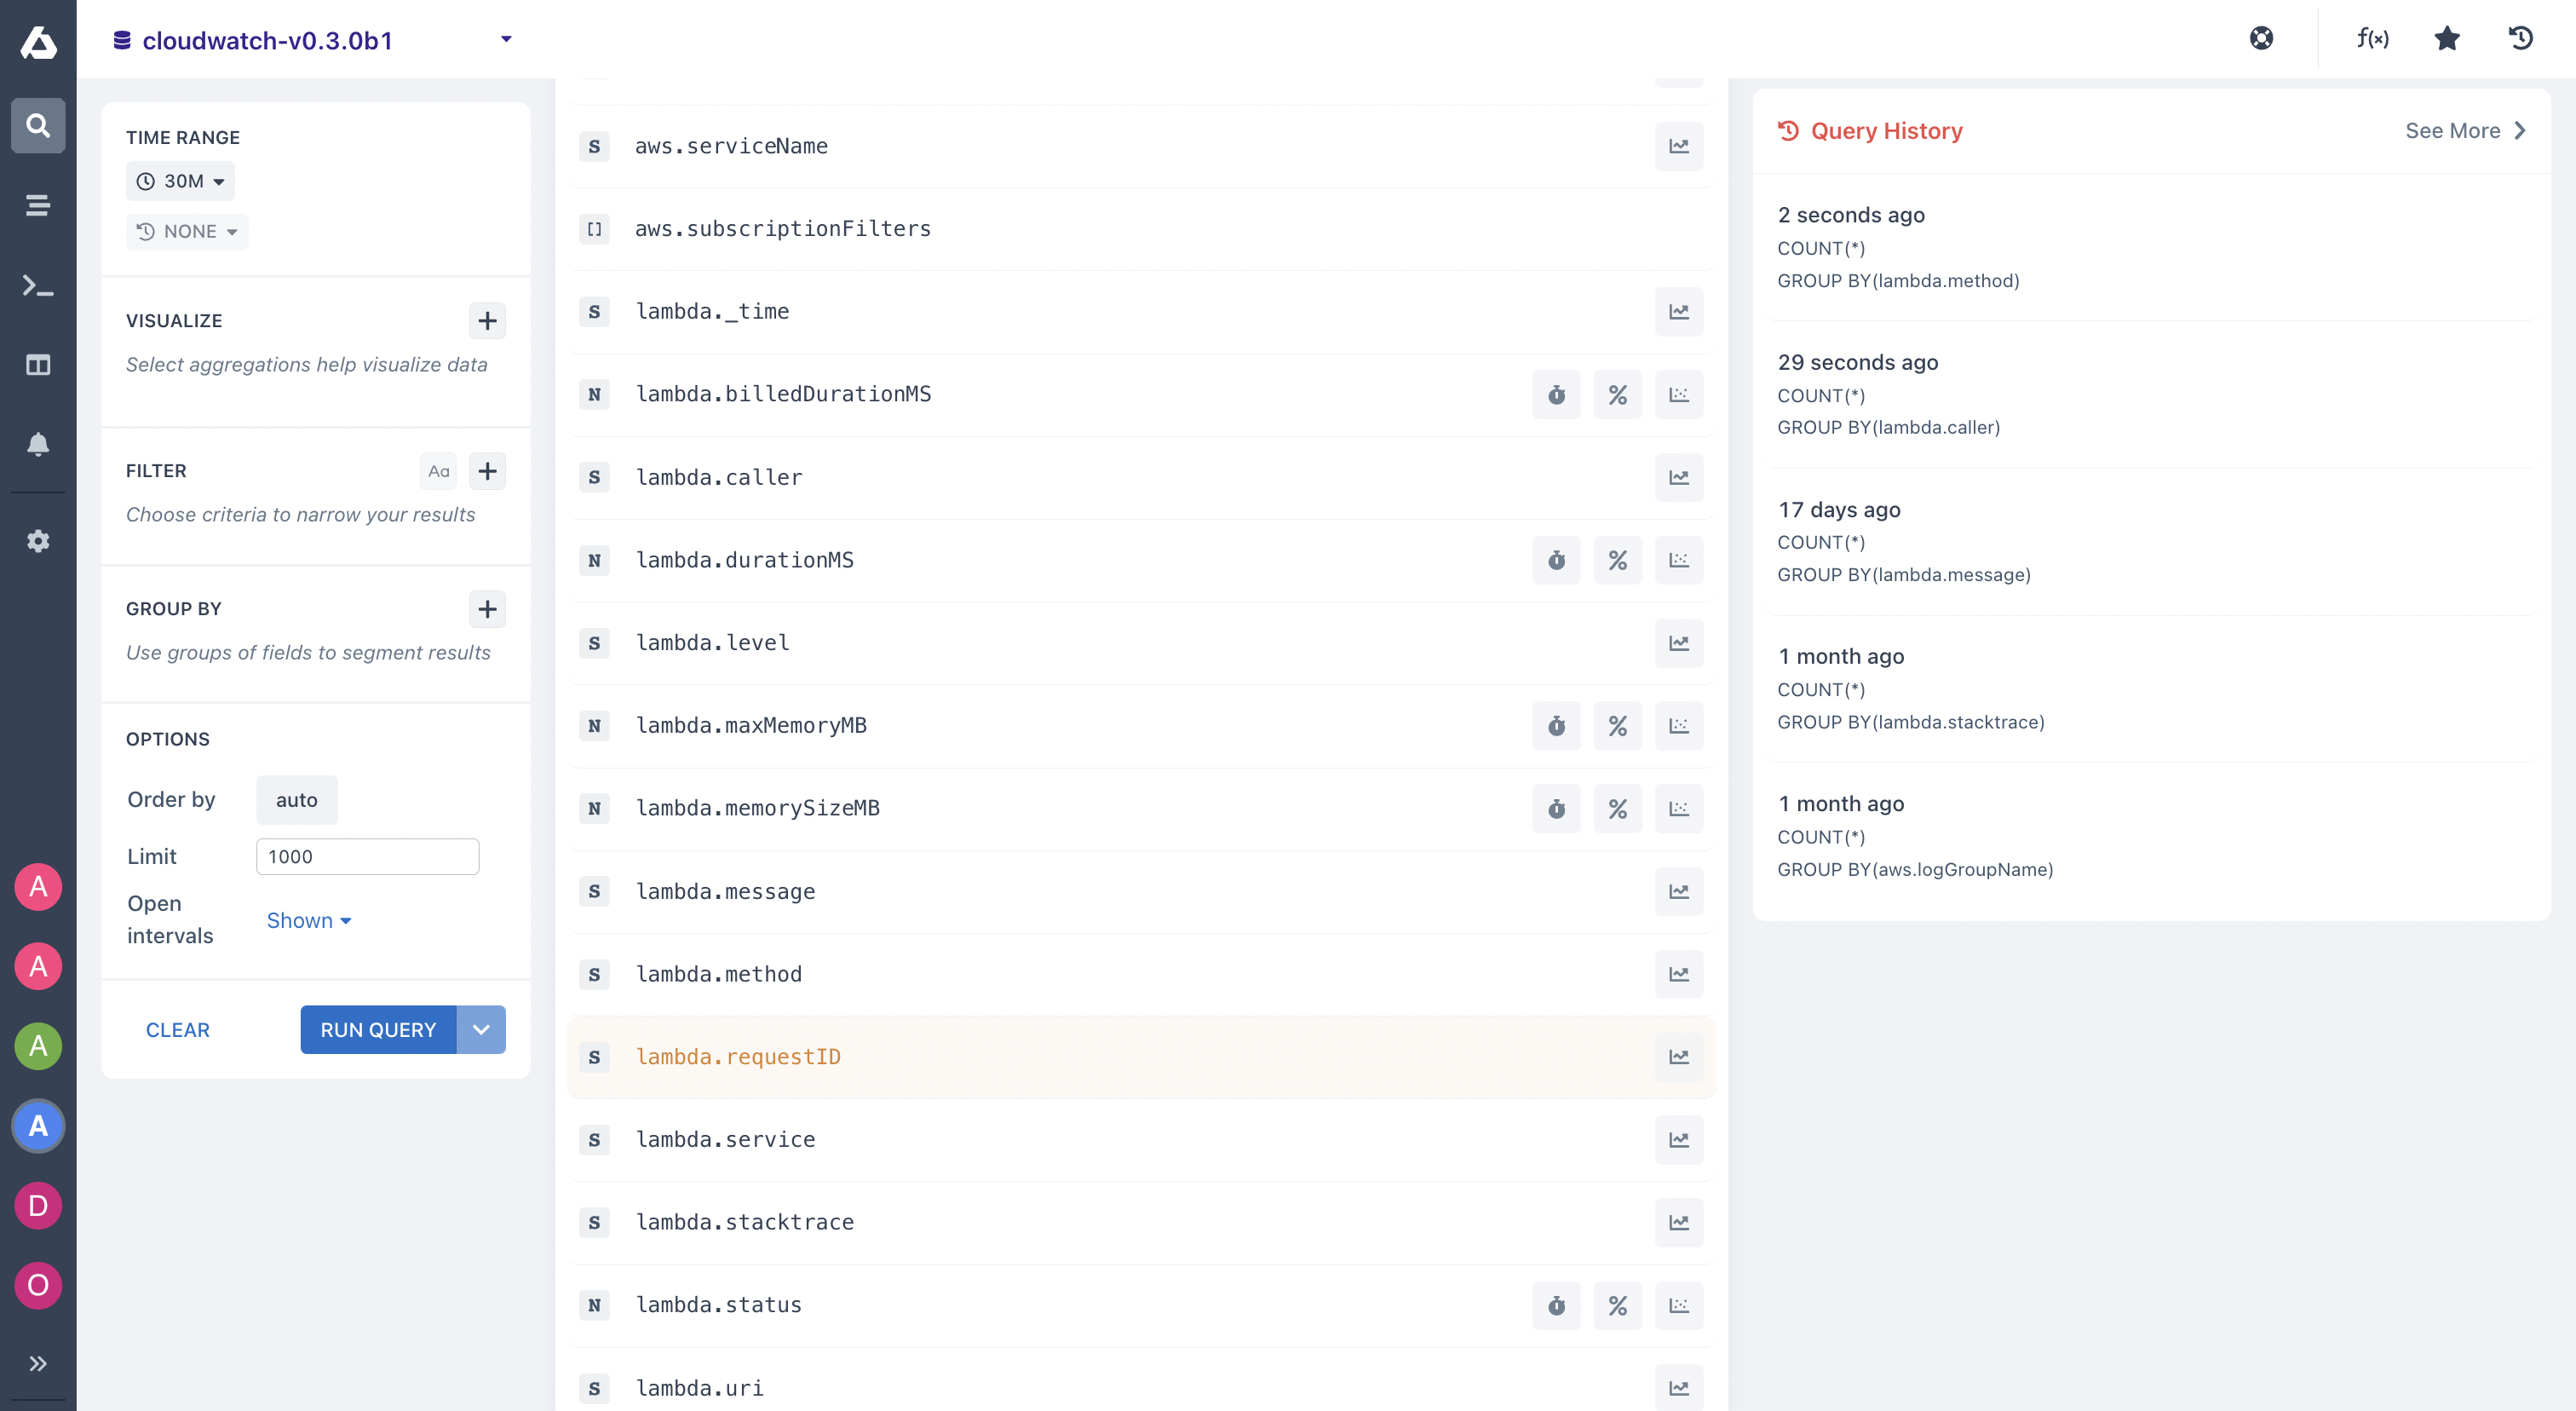 cloudwatch-v0.3.0b1
f(x)
TIME RANGE
30M
NONE
VISUALIZE
Select aggregations help visualize data
FILTER
Aa
Choose criteria to narrow your results
GROUP BY
Use groups of fields to segment results
OPTIONS
Order by
auto
Limit
1000
Open
intervals
Shown
CLEAR
RUN QUERY
A
A
A
A
D
O
S aws.serviceName
[] aws.subscriptionFilters
S lambda._time
N lambda.billedDurationMS %
S lambda.caller
N lambda.durationMS %
S lambda.level
N lambda.maxMemoryMB %
N lambda.memorySizeMB %
S lambda.message
S lambda.method
S lambda.requestID
S lambda.service
S lambda.stacktrace
N lambda.status %
S lambda.uri
Query History
See More
2 seconds ago
COUNT(*)
GROUP BY(lambda.method)
29 seconds ago
COUNT(*)
GROUP BY(lambda.caller)
17 days ago
COUNT(*)
GROUP BY(lambda.message)
1 month ago
COUNT(*)
GROUP BY(lambda.stacktrace)
1 month ago
COUNT(*)
GROUP BY(aws.logGroupName)